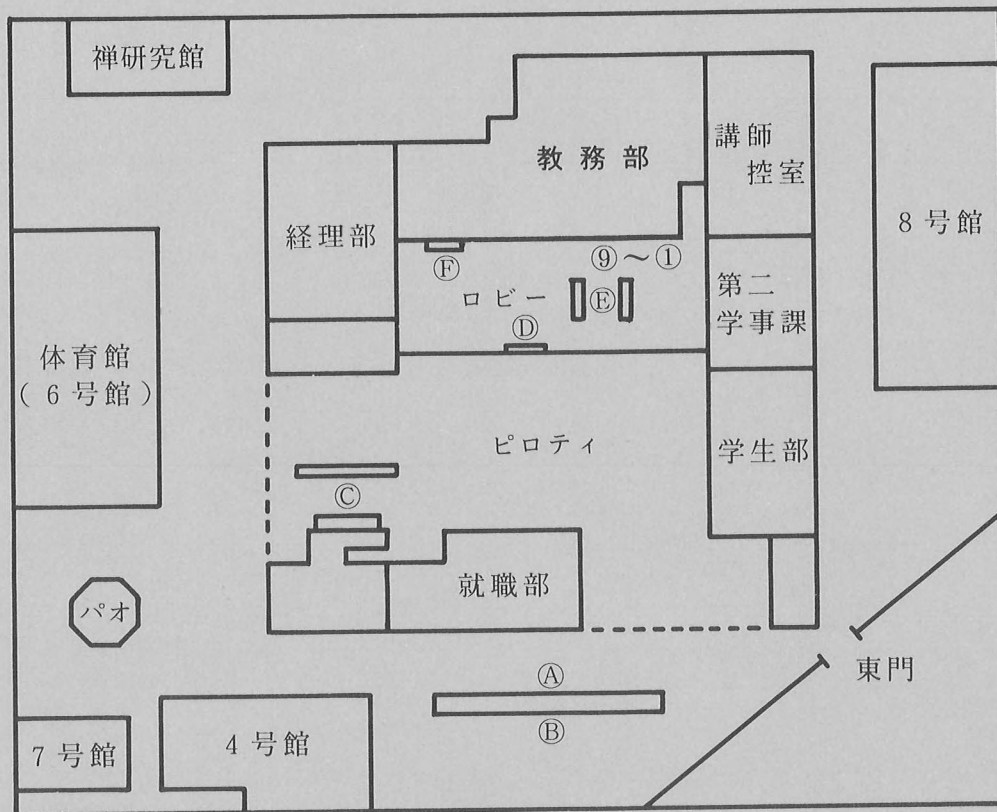 禅研究館
教務部
講師
控室
8号館
経理部
Ⓕ
⑨～①
ロビー
Ⓔ
Ⓓ
第二
学事課
体育館
(6号館)
ピロティ
学生部
Ⓒ
就職部
パオ
東門
Ⓐ
Ⓑ
7号館
4号館